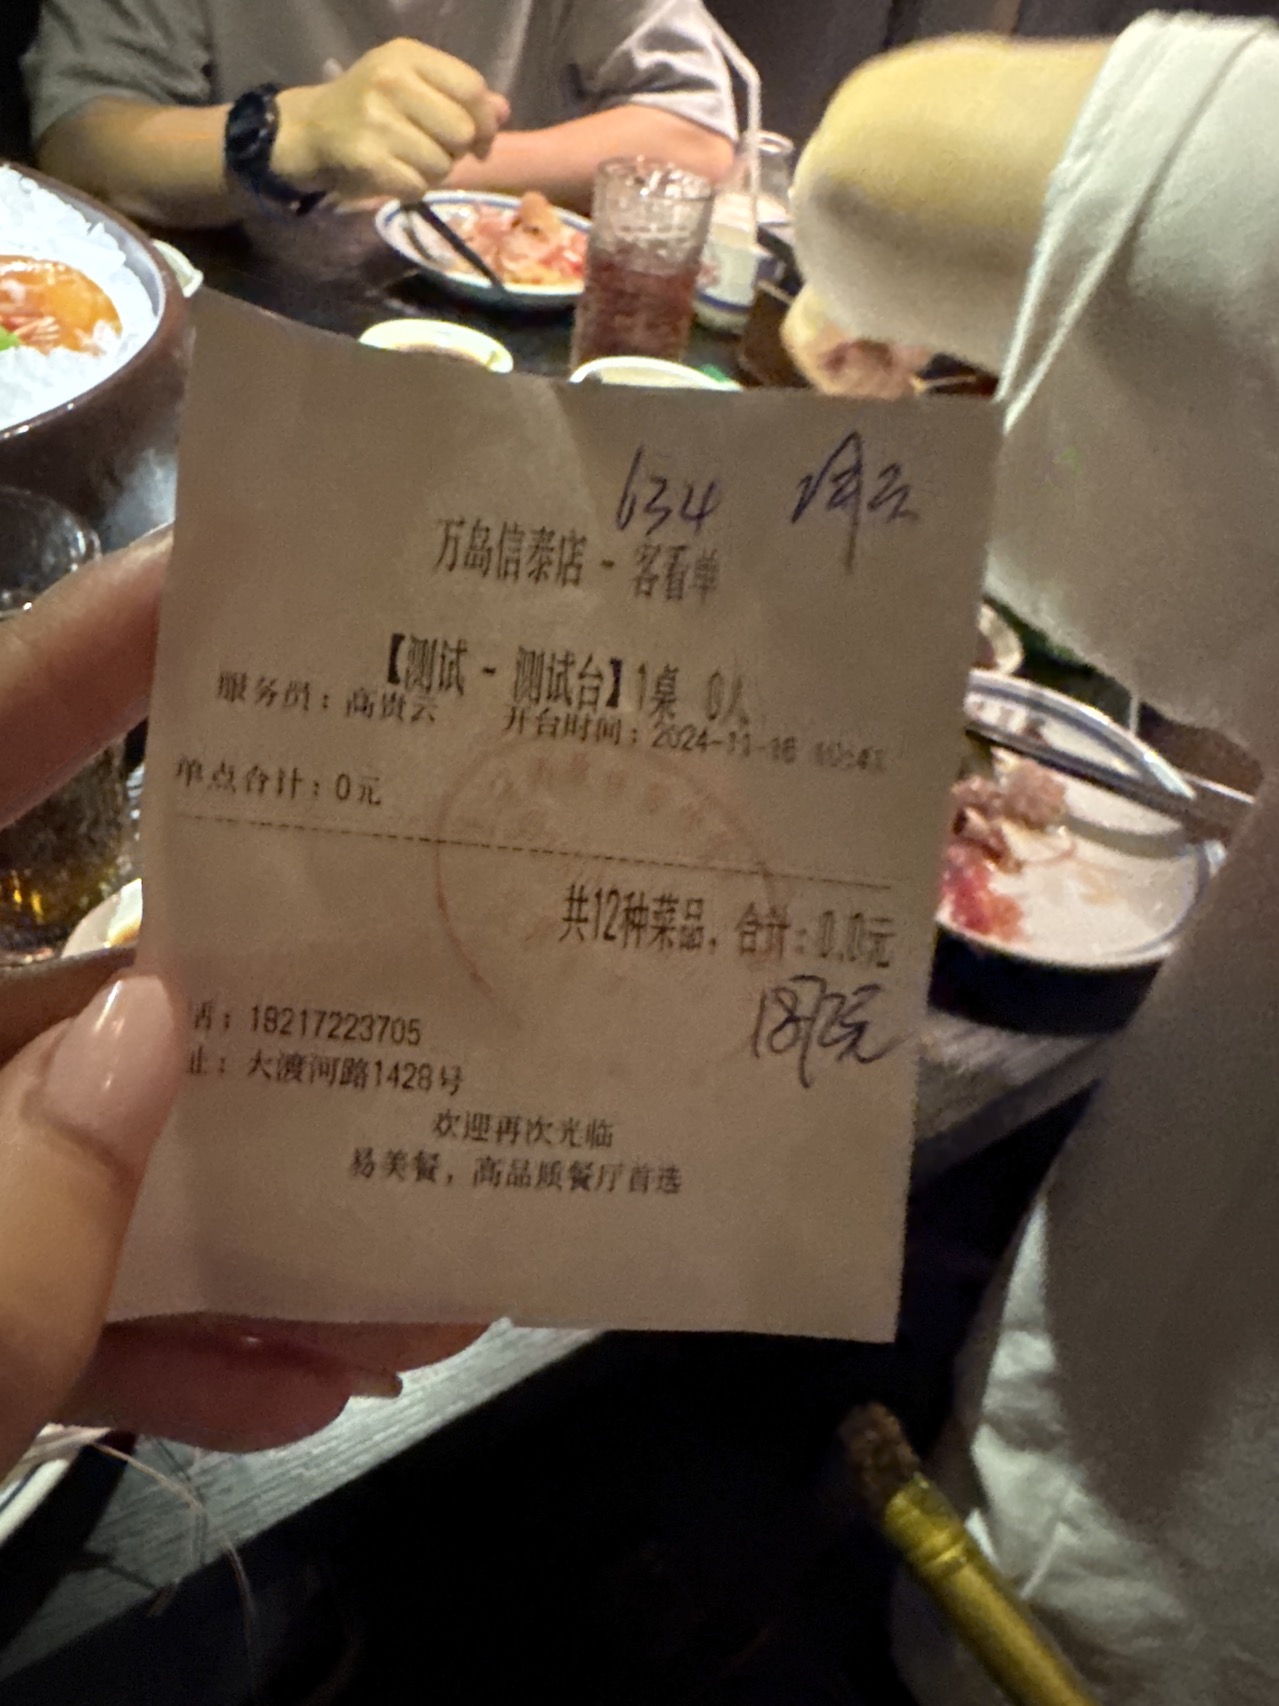 634
万岛信泰店 - 客看单
【测试 - 测试台】1桌 0人
服务员：高贵云 开台时间：2024-11-16
单点合计：0元
共12种菜品，合计：0.0元
话：18217223705
址：大渡河路1428号
欢迎再次光临
易美餐，高品质餐厅首选